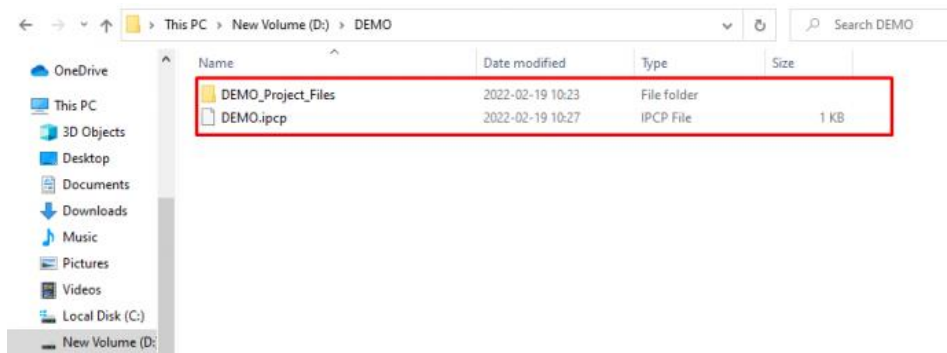 This PC > New Volume (D:) > DEMO
Search DEMO
Name Date modified Type Size
DEMO_Project_Files 2022-02-19 10:23 File folder
DEMO.ipcp 2022-02-19 10:27 IPCP File 1 KB
OneDrive
This PC
3D Objects
Desktop
Documents
Downloads
Music
Pictures
Videos
Local Disk (C:)
New Volume (D: